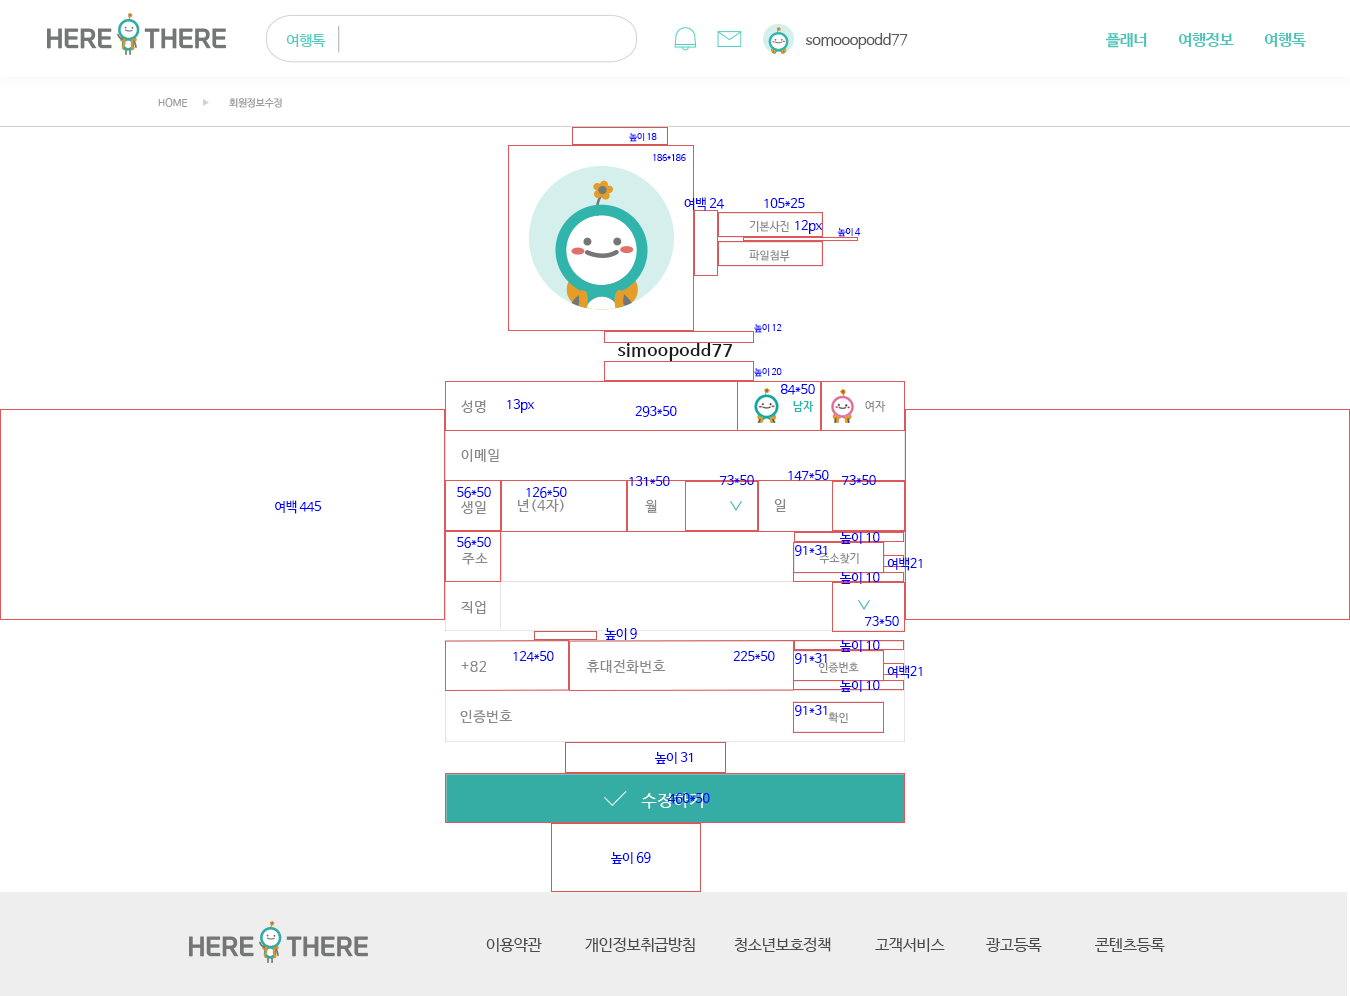 HERE THERE
여행톡
somooopodd77
플래너
여행정보
여행톡
HOME
회원정보수정
높이 18
186*186
여백 24
105*25
기본사진
12px
높이 4
파일첨부
높이 12
simoopodd77
높이 20
성명
13px
293*50
84*50
남자
여자
이메일
56*50
126*50
131*50
73*50
147*50
73*50
생일
년(4자)
월
일
여백 445
56*50
주소
높이 10
91*31
주소찾기
여백21
높이 10
직업
73*50
높이 9
+82
124*50
휴대전화번호
225*50
높이 10
91*31
인증번호
여백21
높이 10
인증번호
91*31
확인
높이 31
수정하기
460*50
높이 69
HERE THERE
이용약관
개인정보취급방침
청소년보호정책
고객서비스
광고등록
콘텐츠등록